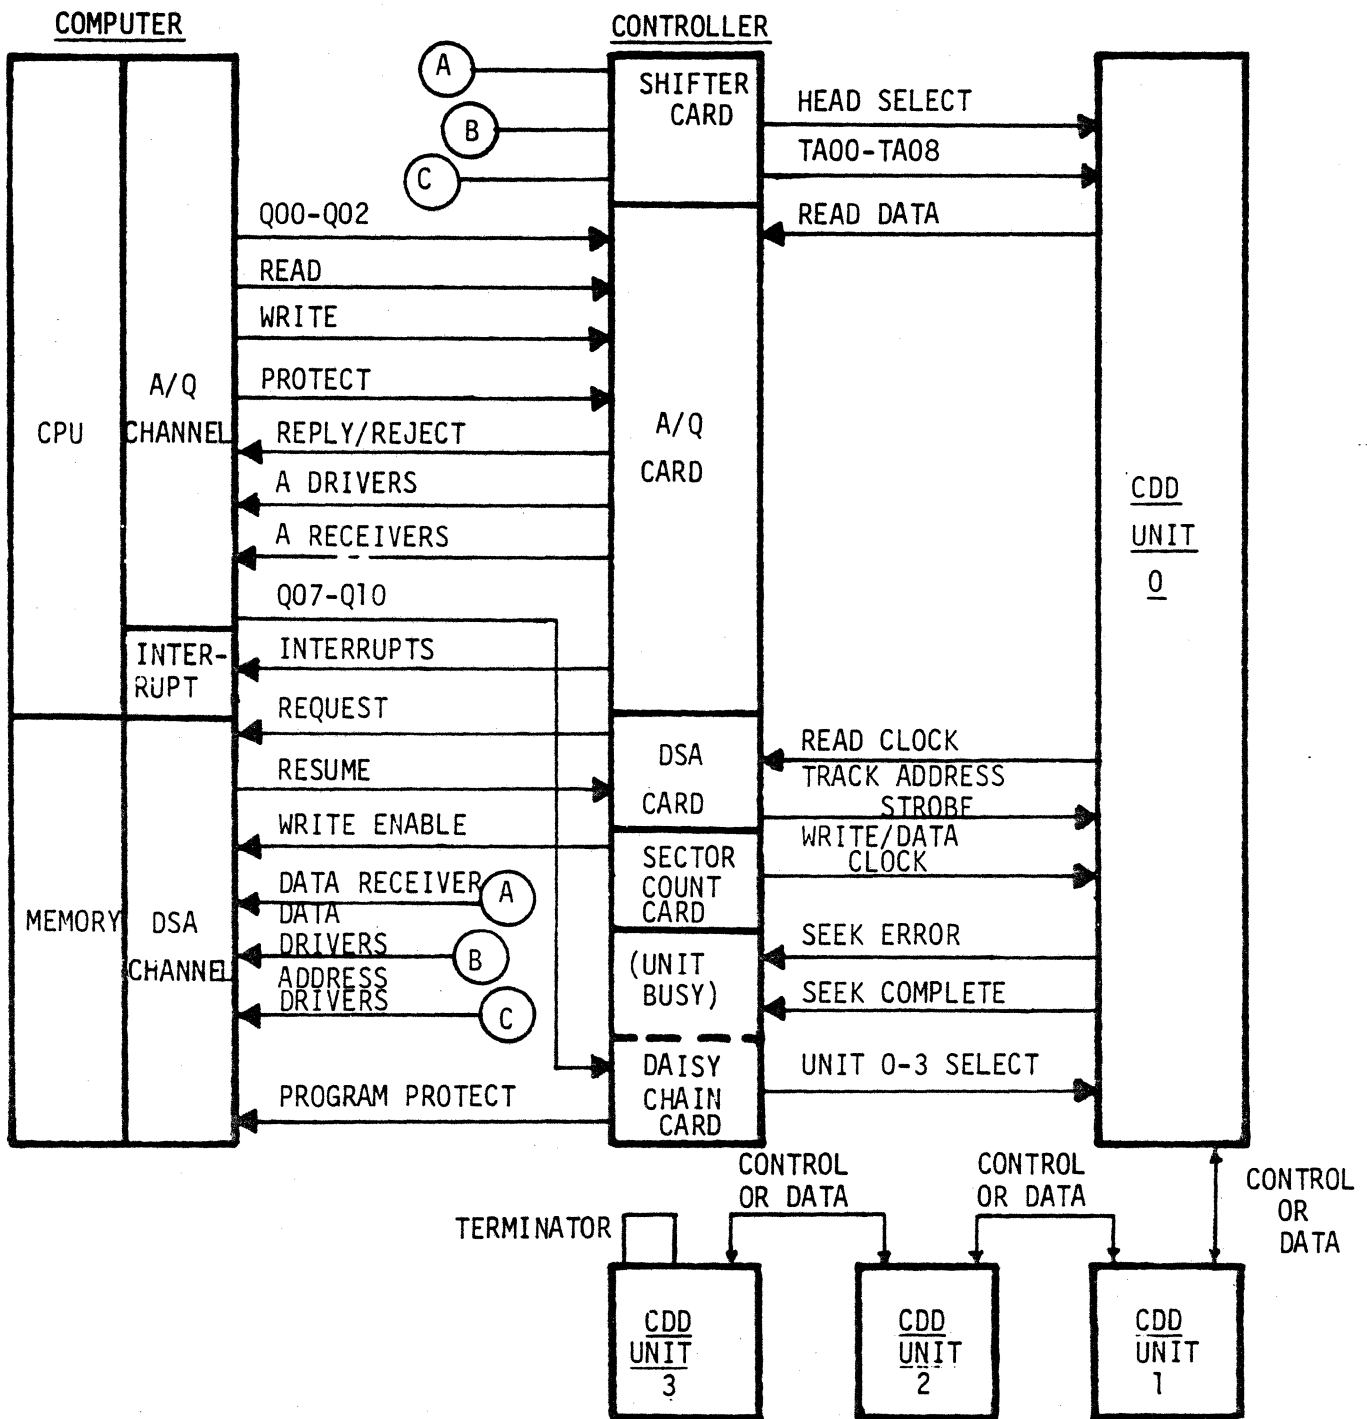 COMPUTER
CONTROLLER
A
B
C
SHIFTER
CARD
HEAD SELECT
TA00-TA08
READ DATA
Q00-Q02
READ
WRITE
PROTECT
REPLY/REJECT
A DRIVERS
A RECEIVERS
Q07-Q10
INTERRUPTS
REQUEST
RESUME
WRITE ENABLE
DATA RECEIVER
A
DATA
DRIVERS
B
ADDRESS
DRIVERS
C
PROGRAM PROTECT
CPU
A/Q
CHANNEL
INTER-
RUPT
MEMORY
DSA
CHANNEL
A/Q
CARD
DSA
CARD
SECTOR
COUNT
CARD
(UNIT
BUSY)
DAISY
CHAIN
CARD
READ CLOCK
TRACK ADDRESS
STROBE
WRITE/DATA
CLOCK
SEEK ERROR
SEEK COMPLETE
UNIT 0-3 SELECT
CDD
UNIT
0
CONTROL
OR DATA
CONTROL
OR DATA
CONTROL
OR
DATA
TERMINATOR
CDD
UNIT
3
CDD
UNIT
2
CDD
UNIT
1